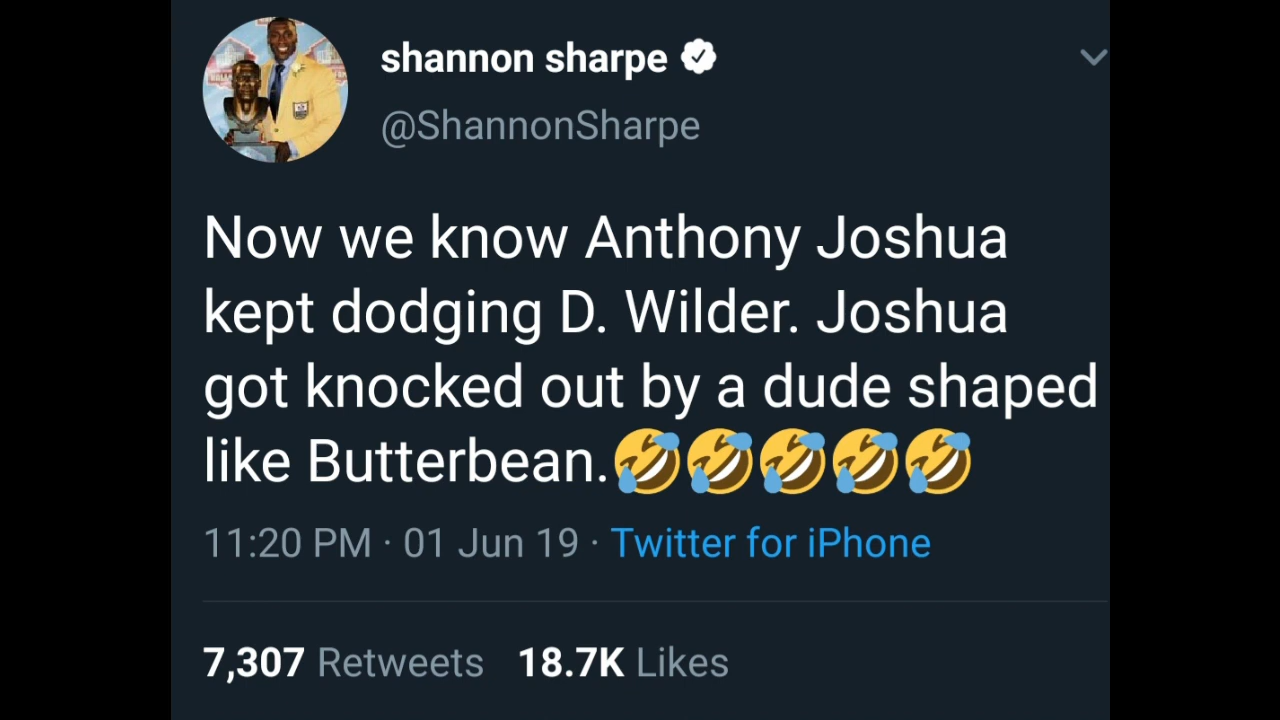 shannon sharpe
@ShannonSharpe
Now we know Anthony Joshua
kept dodging D. Wilder. Joshua
got knocked out by a dude shaped
like Butterbean.🤣🤣🤣🤣🤣
11:20 PM · 01 Jun 19 · Twitter for iPhone
7,307 Retweets 18.7K Likes